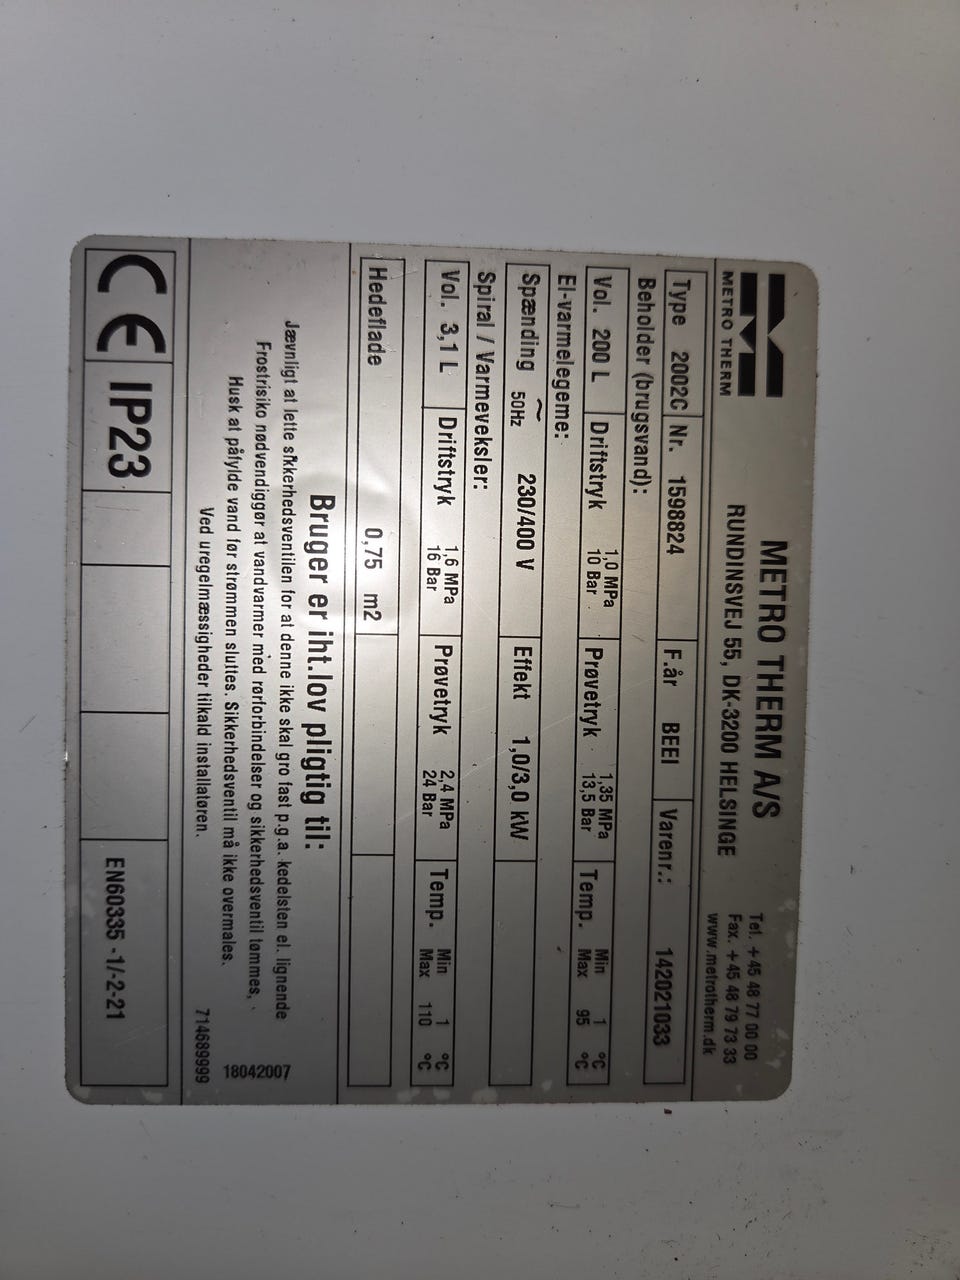 METRO THERM
METRO THERM A/S
RUNDINSVEJ 55, DK-3200 HELSINGE
Tel. +45 48 77 00 00
Fax. +45 48 79 73 33
www.metrotherm.dk
Type 2002C Nr. 1598824 F.år BEEI Varenr.: 142021033
Beholder (brugsvand):
Vol. 200 L Driftstryk 1,0 MPa 10 Bar Prøvetryk 1,35 MPa 13,5 Bar Temp. Min 1 °C Max 95 °C
El-varmelegeme:
Spænding ~ 50Hz 230/400 V Effekt 1,0/3,0 kW
Spiral / Varmeveksler:
Vol. 3,1 L Driftstryk 1,6 MPa 16 Bar Prøvetryk 2,4 MPa 24 Bar Temp. Min 1 °C Max 110 °C
Hedeflade 0,75 m2
Bruger er iht.lov pligtig til:
Jævnligt at lette sikkerhedsventilen for at denne ikke skal gro fast p.g.a. kedelsten el. lignende
Frostrisiko nødvendiggør at vandvarmer med rørforbindelser og sikkerhedsventil tømmes,
Husk at påfylde vand før strømmen sluttes. Sikkerhedsventil må ikke overmales.
Ved uregelmæssigheder tilkald installatøren.
18042007
714689999
CE IP23 EN60335 -1/-2-21